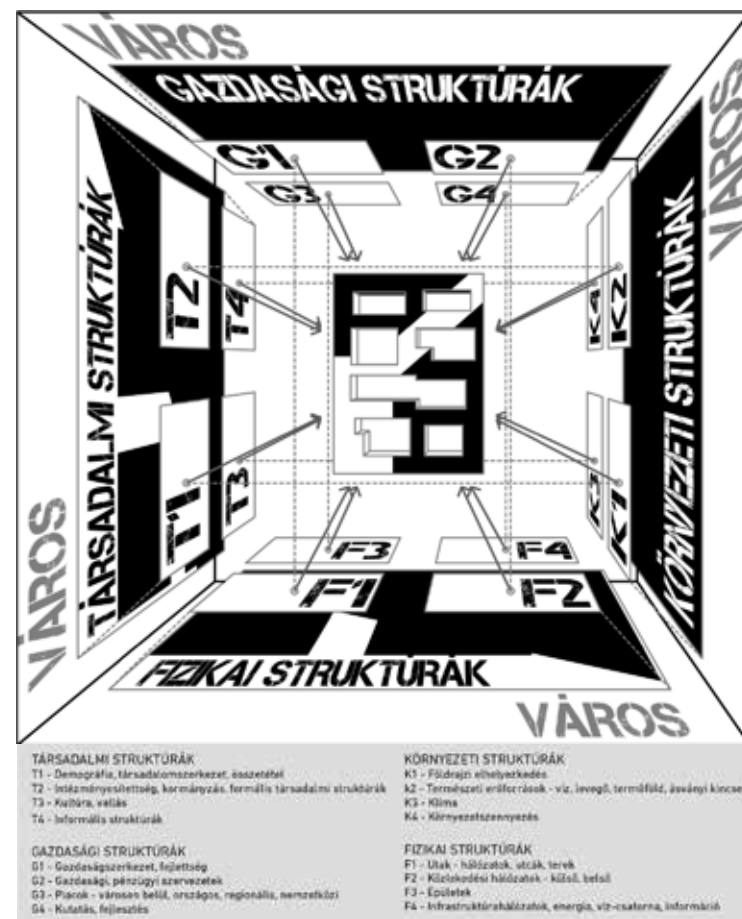 VÁROS
GAZDASÁGI STRUKTÚRÁK
G1
G2
G3
G4
VÁROS
TÁRSADALMI STRUKTÚRÁK
T2
T4
T1
T3
KÖRNYEZETI STRUKTÚRÁK
K4
K2
K3
K1
VÁROS
F3
F4
F1
F2
FIZIKAI STRUKTÚRÁK
VÁROS
TÁRSADALMI STRUKTÚRÁK
T1 - Demográfia, társadalomszerkezet, összetétel
T2 - Intézményesítettség, kormányzás, formális társadalmi struktúrák
T3 - Kultúra, vallás
T4 - Informális struktúrák
GAZDASÁGI STRUKTÚRÁK
G1 - Gazdaságszerkezet, fejlettség
G2 - Gazdasági, pénzügyi szervezetek
G3 - Piacok - városon belül, országos, regionális, nemzetközi
G4 - Kutatás, fejlesztés
KÖRNYEZETI STRUKTÚRÁK
K1 - Földrajzi elhelyezkedés
k2 - Természeti erőforrások - víz, levegő, termőföld, ásványi kincse
K3 - Klíma
K4 - Környezetszennyezés
FIZIKAI STRUKTÚRÁK
F1 - Utak - hálózatok, utcák, terek
F2 - Közlekedési hálózatok - külső, belső
F3 - Épületek
F4 - Infrastruktúrahálózatok, energia, víz-csatorna, információ